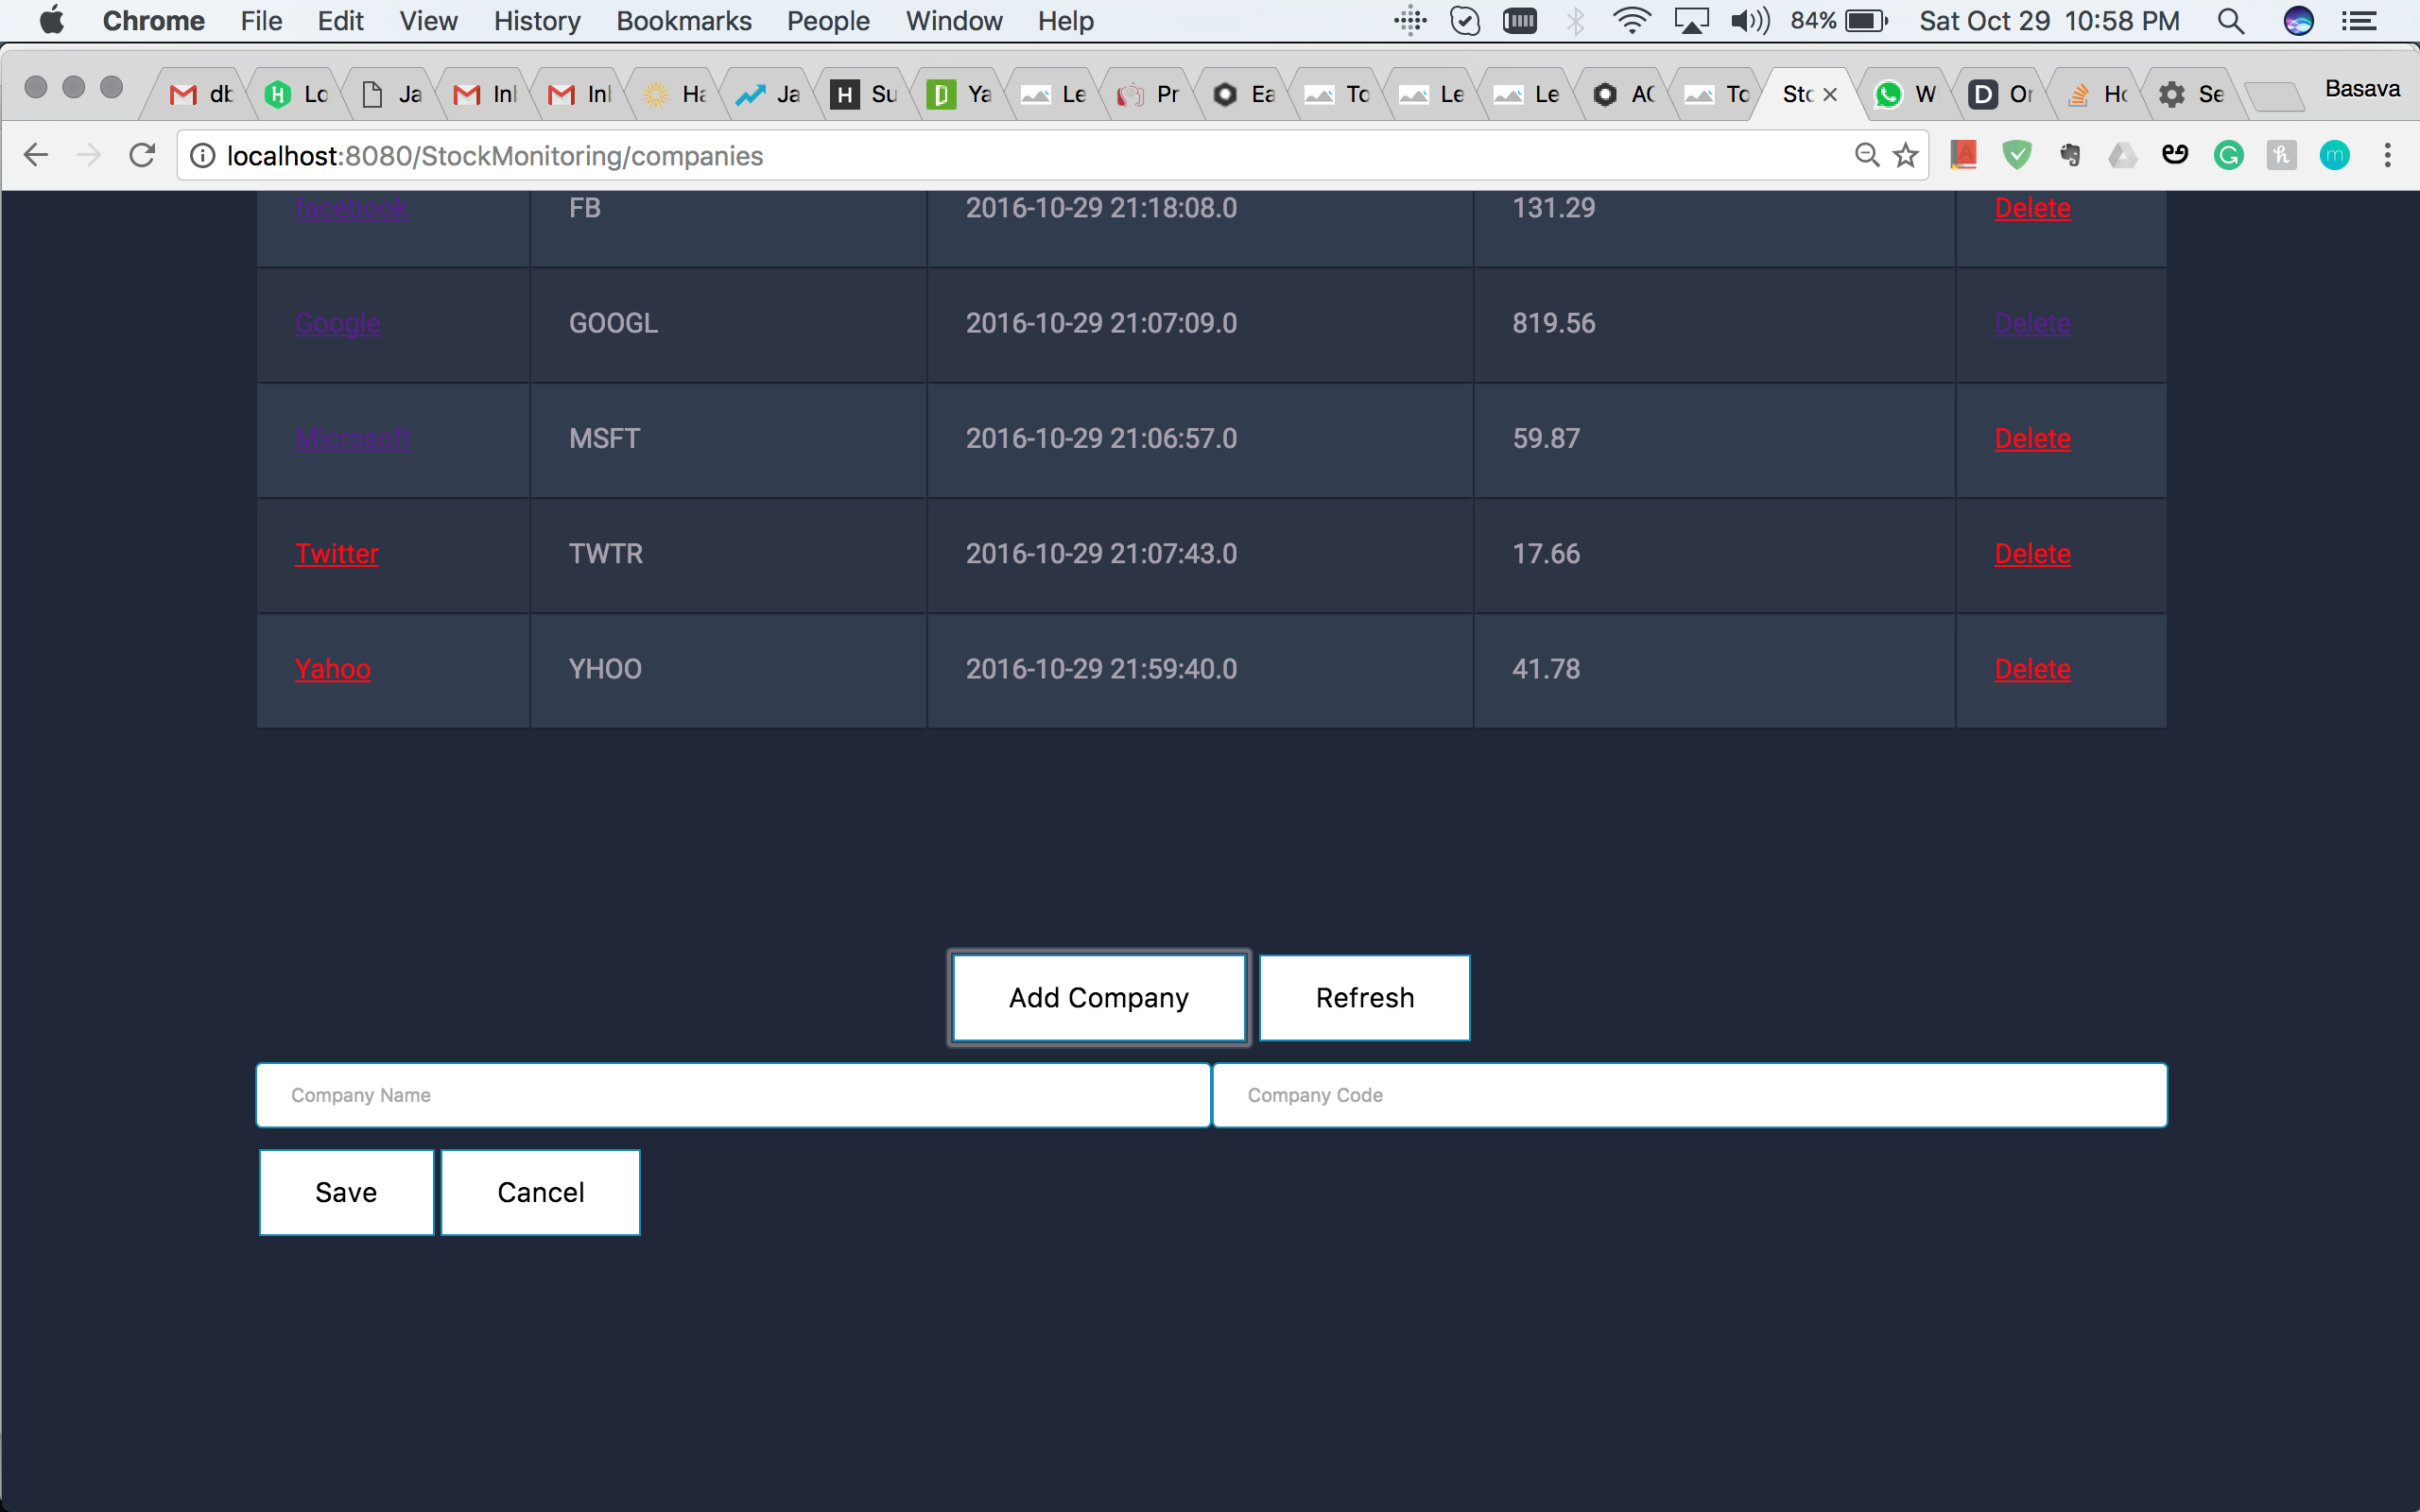 Chrome File Edit View History Bookmarks People Window Help 84% Sat Oct 29 10:58 PM
db Lo Ja Inl Inl Ha Ja Su Ya Le Pr Ea To Le Le AC To Sto W Or Ho Se Basava
localhost:8080/StockMonitoring/companies
facebook FB 2016-10-29 21:18:08.0 131.29 Delete
Google GOOGL 2016-10-29 21:07:09.0 819.56 Delete
Microsoft MSFT 2016-10-29 21:06:57.0 59.87 Delete
Twitter TWTR 2016-10-29 21:07:43.0 17.66 Delete
Yahoo YHOO 2016-10-29 21:59:40.0 41.78 Delete
Add Company Refresh
Company Name Company Code
Save Cancel